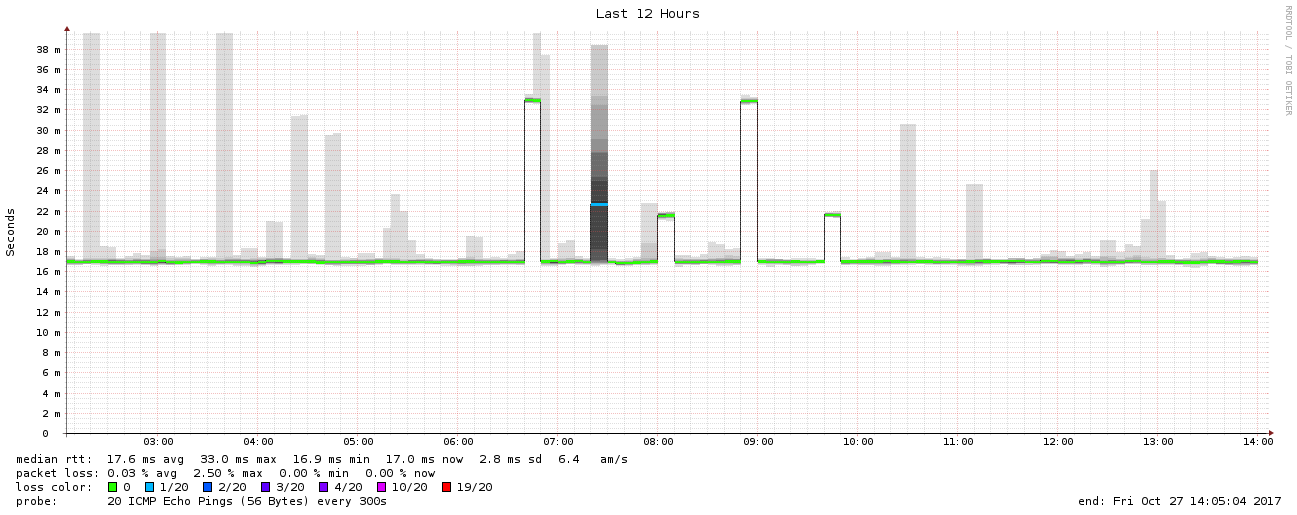 Last 12 Hours
RRDTOOL / TOBI OETIKER
Seconds
38 m
36 m
34 m
32 m
30 m
28 m
26 m
24 m
22 m
20 m
18 m
16 m
14 m
12 m
10 m
8 m
6 m
4 m
2 m
0
03:00 04:00 05:00 06:00 07:00 08:00 09:00 10:00 11:00 12:00 13:00 14:00
median rtt: 17.6 ms avg 33.0 ms max 16.9 ms min 17.0 ms now 2.8 ms sd 6.4 am/s
packet loss: 0.03 % avg 2.50 % max 0.00 % min 0.00 % now
loss color: 0 1/20 2/20 3/20 4/20 10/20 19/20
probe: 20 ICMP Echo Pings (56 Bytes) every 300s end: Fri Oct 27 14:05:04 2017